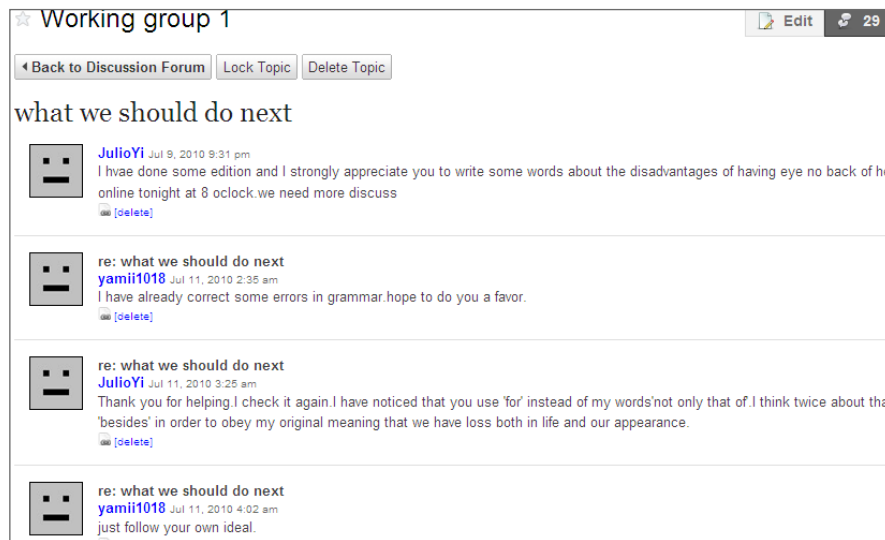 Working group 1
Edit 29
Back to Discussion Forum Lock Topic Delete Topic
what we should do next
JulioYi Jul 9, 2010 9:31 pm
I hvae done some edition and I strongly appreciate you to write some words about the disadvantages of having eye no back of
online tonight at 8 oclock.we need more discuss
[delete]
re: what we should do next
yamii1018 Jul 11, 2010 2:35 am
I have already correct some errors in grammar.hope to do you a favor.
[delete]
re: what we should do next
JulioYi Jul 11, 2010 3:25 am
Thank you for helping.I check it again.I have noticed that you use 'for' instead of my words'not only that of'.I think twice about
'besides' in order to obey my original meaning that we have loss both in life and our appearance.
[delete]
re: what we should do next
yamii1018 Jul 11, 2010 4:02 am
just follow your own ideal.